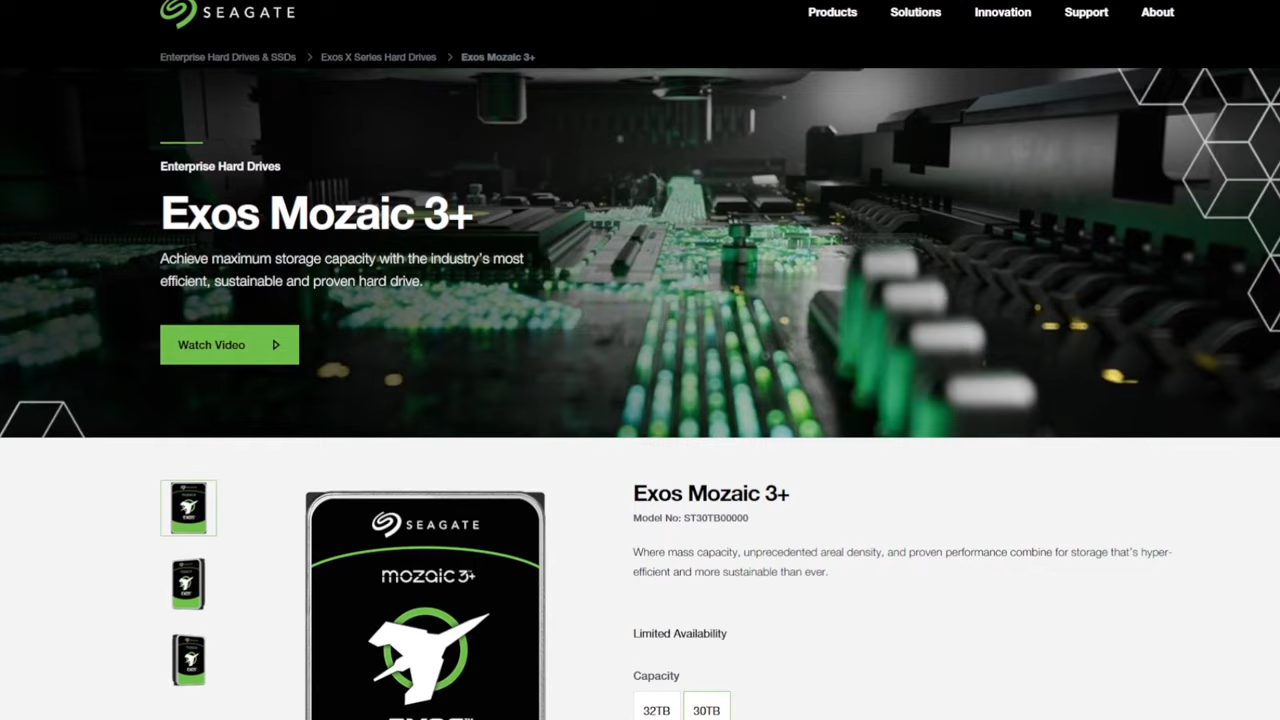 SEAGATE
Products Solutions Innovation Support About
Enterprise Hard Drives & SSDs > Exos X Series Hard Drives > Exos Mozaic 3+
Enterprise Hard Drives
Exos Mozaic 3+
Achieve maximum storage capacity with the industry's most
efficient, sustainable and proven hard drive.
Watch Video
SEAGATE
mozaic 3+
EXOS™
Exos Mozaic 3+
Model No: ST30TB00000
Where mass capacity, unprecedented areal density, and proven performance combine for storage that's hyper-
efficient and more sustainable than ever.
Limited Availability
Capacity
32TB 30TB